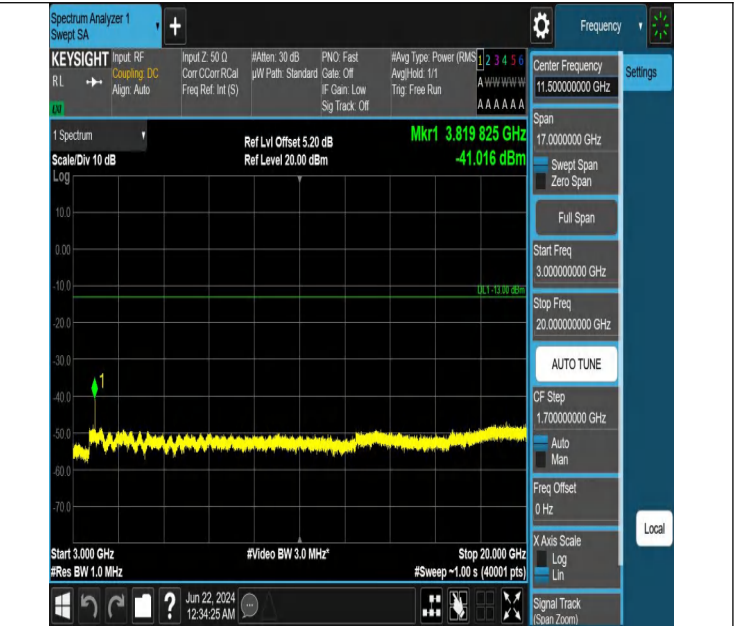 Spectrum Analyzer 1
Swept SA
Frequency
KEYSIGHT
RL
Input: RF
Coupling: DC
Align: Auto
Input Z: 50 Ω
Corr CCorr RCal
Freq Ref: Int (S)
#Atten: 30 dB
µW Path: Standard
PNO: Fast
Gate: Off
IF Gain: Low
Sig Track: Off
#Avg Type: Power (RMS
Avg|Hold: 1/1
Trig: Free Run
1 2 3 4 5 6
A W W W W W
A A A A A A
1 Spectrum
Scale/Div 10 dB
Log
Ref Lvl Offset 5.20 dB
Ref Level 20.00 dBm
Mkr1 3.819 825 GHz
-41.016 dBm
10.0
0.00
-10.0
-20.0
-30.0
-40.0
-50.0
-60.0
-70.0
DL1 -13.00 dBm
1
Start 3.000 GHz
#Res BW 1.0 MHz
#Video BW 3.0 MHz*
Stop 20.000 GHz
#Sweep ~1.00 s (40001 pts)
Jun 22, 2024
12:34:25 AM
Center Frequency
11.500000000 GHz
Span
17.0000000 GHz
Swept Span
Zero Span
Full Span
Start Freq
3.000000000 GHz
Stop Freq
20.000000000 GHz
AUTO TUNE
CF Step
1.700000000 GHz
Auto
Man
Freq Offset
0 Hz
X Axis Scale
Log
Lin
Signal Track
(Span Zoom)
Settings
Local